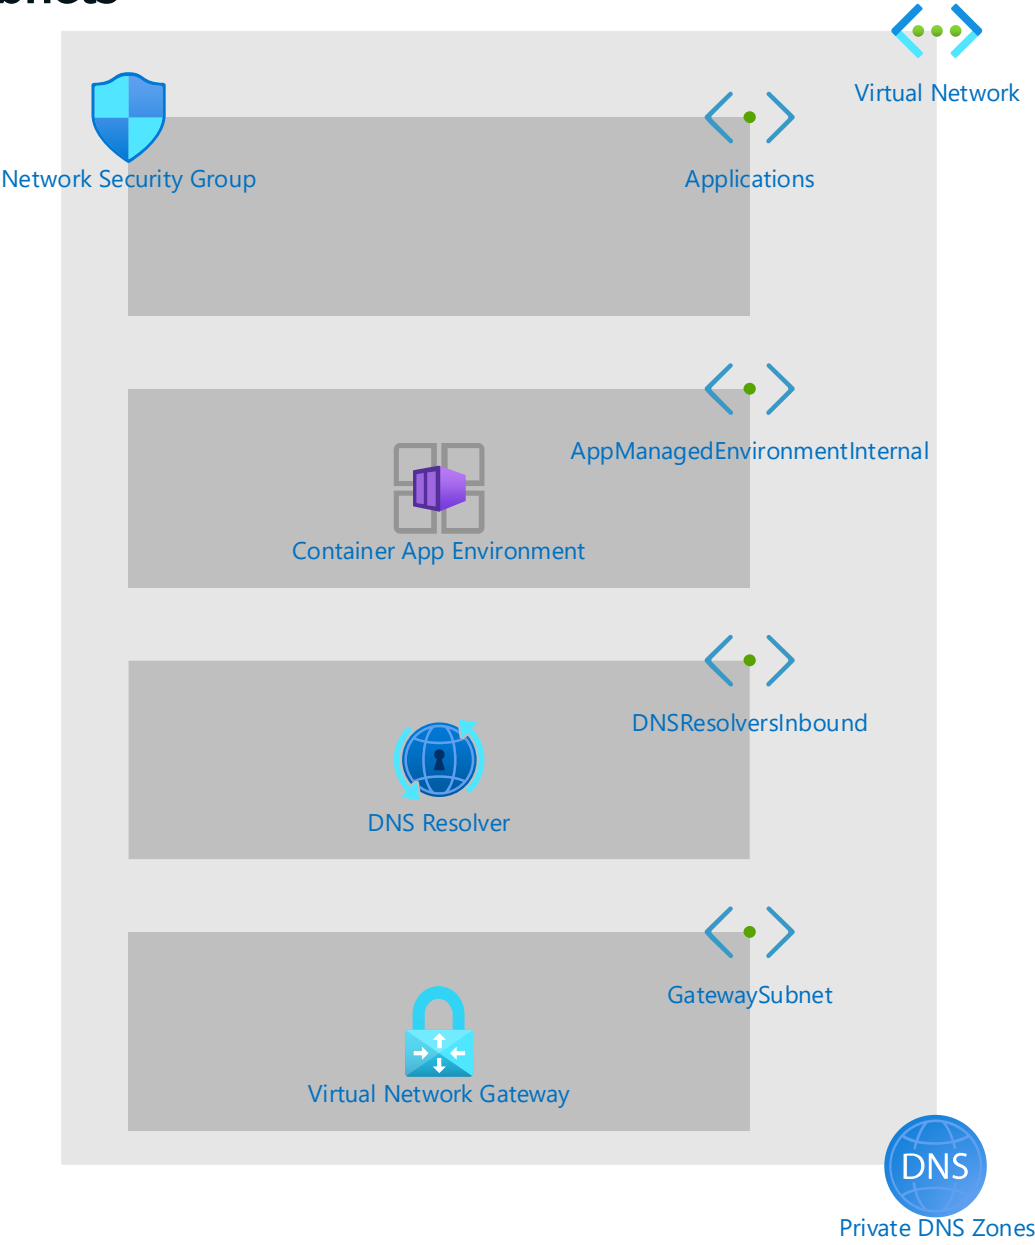 Virtual Network
Network Security Group
Applications
AppManagedEnvironmentInternal
Container App Environment
DNSResolversInbound
DNS Resolver
GatewaySubnet
Virtual Network Gateway
DNS
Private DNS Zones